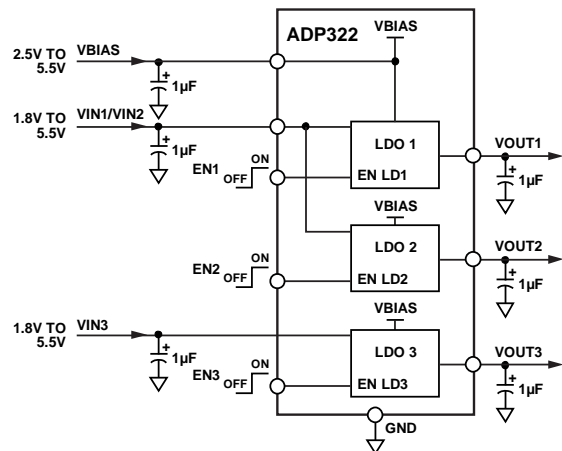 ADP322
VBIAS
2.5V TO
5.5V
VBIAS
+
1µF
1.8V TO
5.5V
VIN1/VIN2
+
1µF
LDO 1
EN LD1
EN1
ON
OFF
VOUT1
+
1µF
VBIAS
LDO 2
EN LD2
EN2
ON
OFF
VOUT2
+
1µF
VBIAS
1.8V TO
5.5V
VIN3
+
1µF
LDO 3
EN LD3
EN3
ON
OFF
VOUT3
+
1µF
GND